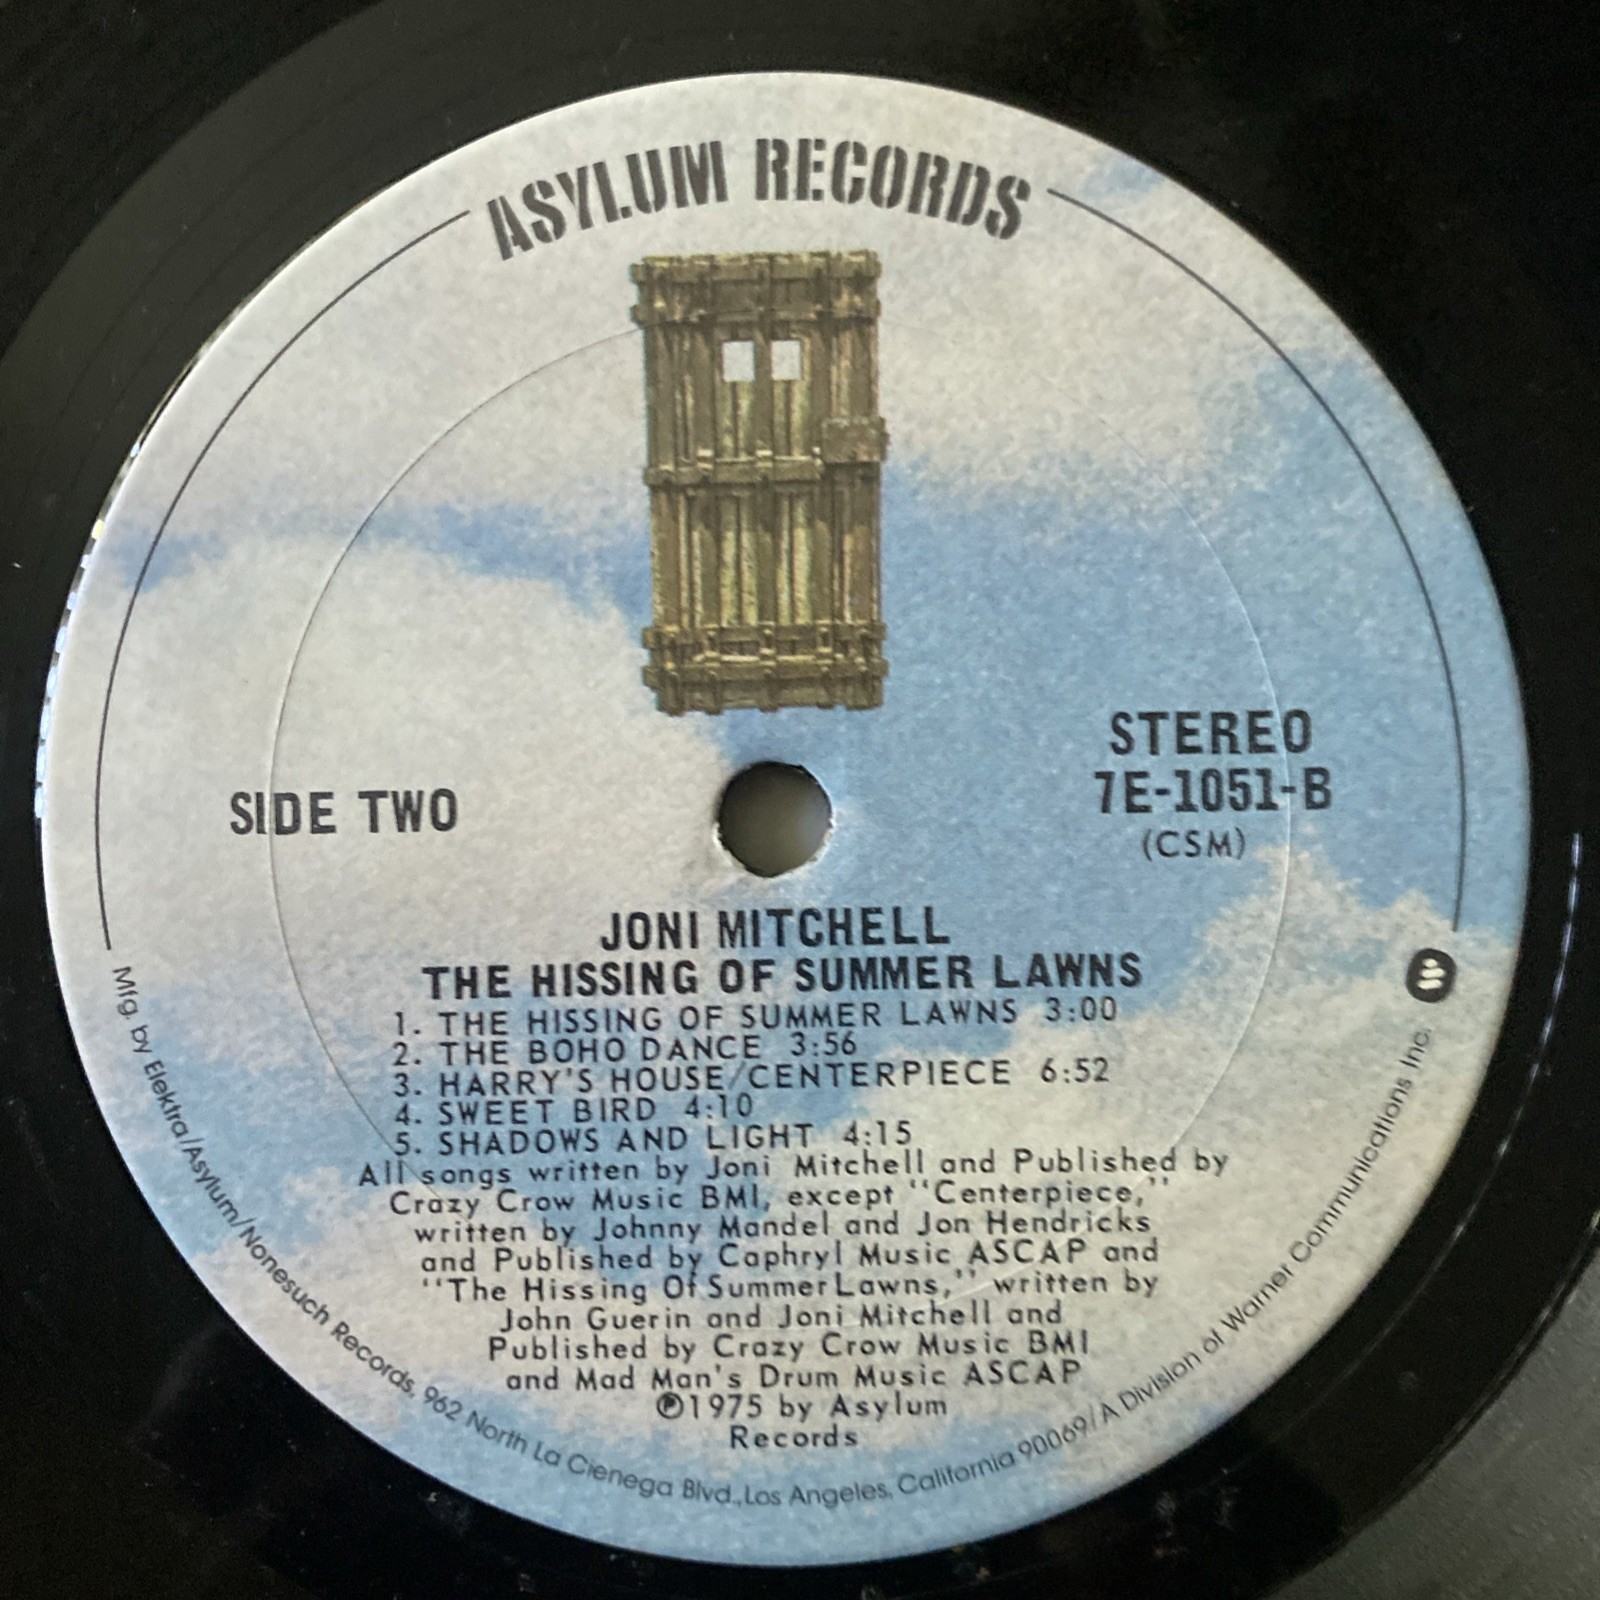 ASYLUM RECORDS
STEREO
7E-1051-B
(CSM)
SIDE TWO
JONI MITCHELL
THE HISSING OF SUMMER LAWNS
1. THE HISSING OF SUMMER LAWNS 3:00
2. THE BOHO DANCE 3:56
3. HARRY'S HOUSE/CENTERPIECE 6:52
4. SWEET BIRD 4:10
5. SHADOWS AND LIGHT 4:15
All songs written by Joni Mitchell and Published by
Crazy Crow Music BMI, except "Centerpiece,"
written by Johnny Mandel and Jon Hendricks
and Published by Caphryl Music ASCAP and
"The Hissing Of Summer Lawns," written by
John Guerin and Joni Mitchell and
Published by Crazy Crow Music BMI
and Mad Man's Drum Music ASCAP
℗1975 by Asylum
Records
Mfg. by Elektra/Asylum/Nonesuch Records, 962 North La Cienega Blvd., Los Angeles, California 90069/A Division of Warner Communications Inc.